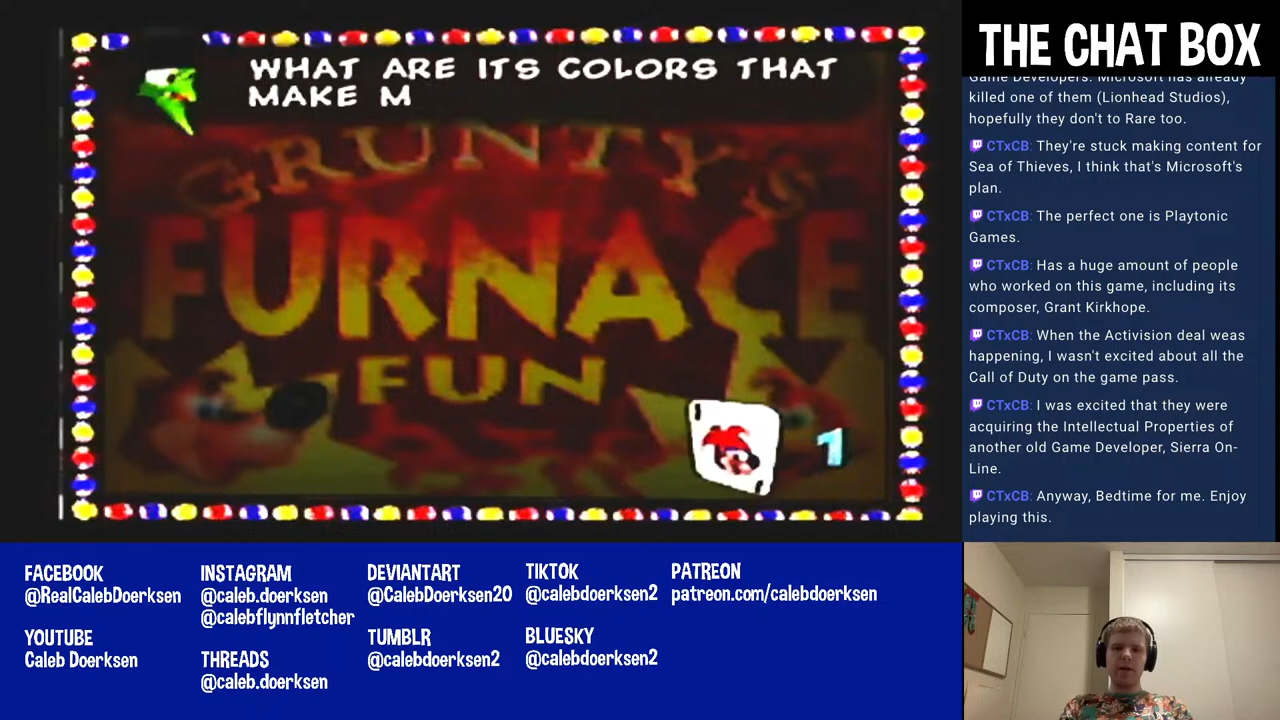 WHAT ARE ITS COLORS THAT
MAKE M
GRUNTY'S
FURNACE
FUN
1
THE CHAT BOX
Game Developers. Microsoft has already
killed one of them (Lionhead Studios),
hopefully they don't to Rare too.
CTxCB: They're stuck making content for
Sea of Thieves, I think that's Microsoft's
plan.
CTxCB: The perfect one is Playtonic
Games.
CTxCB: Has a huge amount of people
who worked on this game, including its
composer, Grant Kirkhope.
CTxCB: When the Activision deal weas
happening, I wasn't excited about all the
Call of Duty on the game pass.
CTxCB: I was excited that they were
acquiring the Intellectual Properties of
another old Game Developer, Sierra On-
Line.
CTxCB: Anyway, Bedtime for me. Enjoy
playing this.
FACEBOOK
@RealCalebDoerksen
YOUTUBE
Caleb Doerksen
INSTAGRAM
@caleb.doerksen
@calebflynnfletcher
THREADS
@caleb.doerksen
DEVIANTART
@CalebDoerksen20
TUMBLR
@calebdoerksen2
TIKTOK
@calebdoerksen2
BLUESKY
@calebdoerksen2
PATREON
patreon.com/calebdoerksen